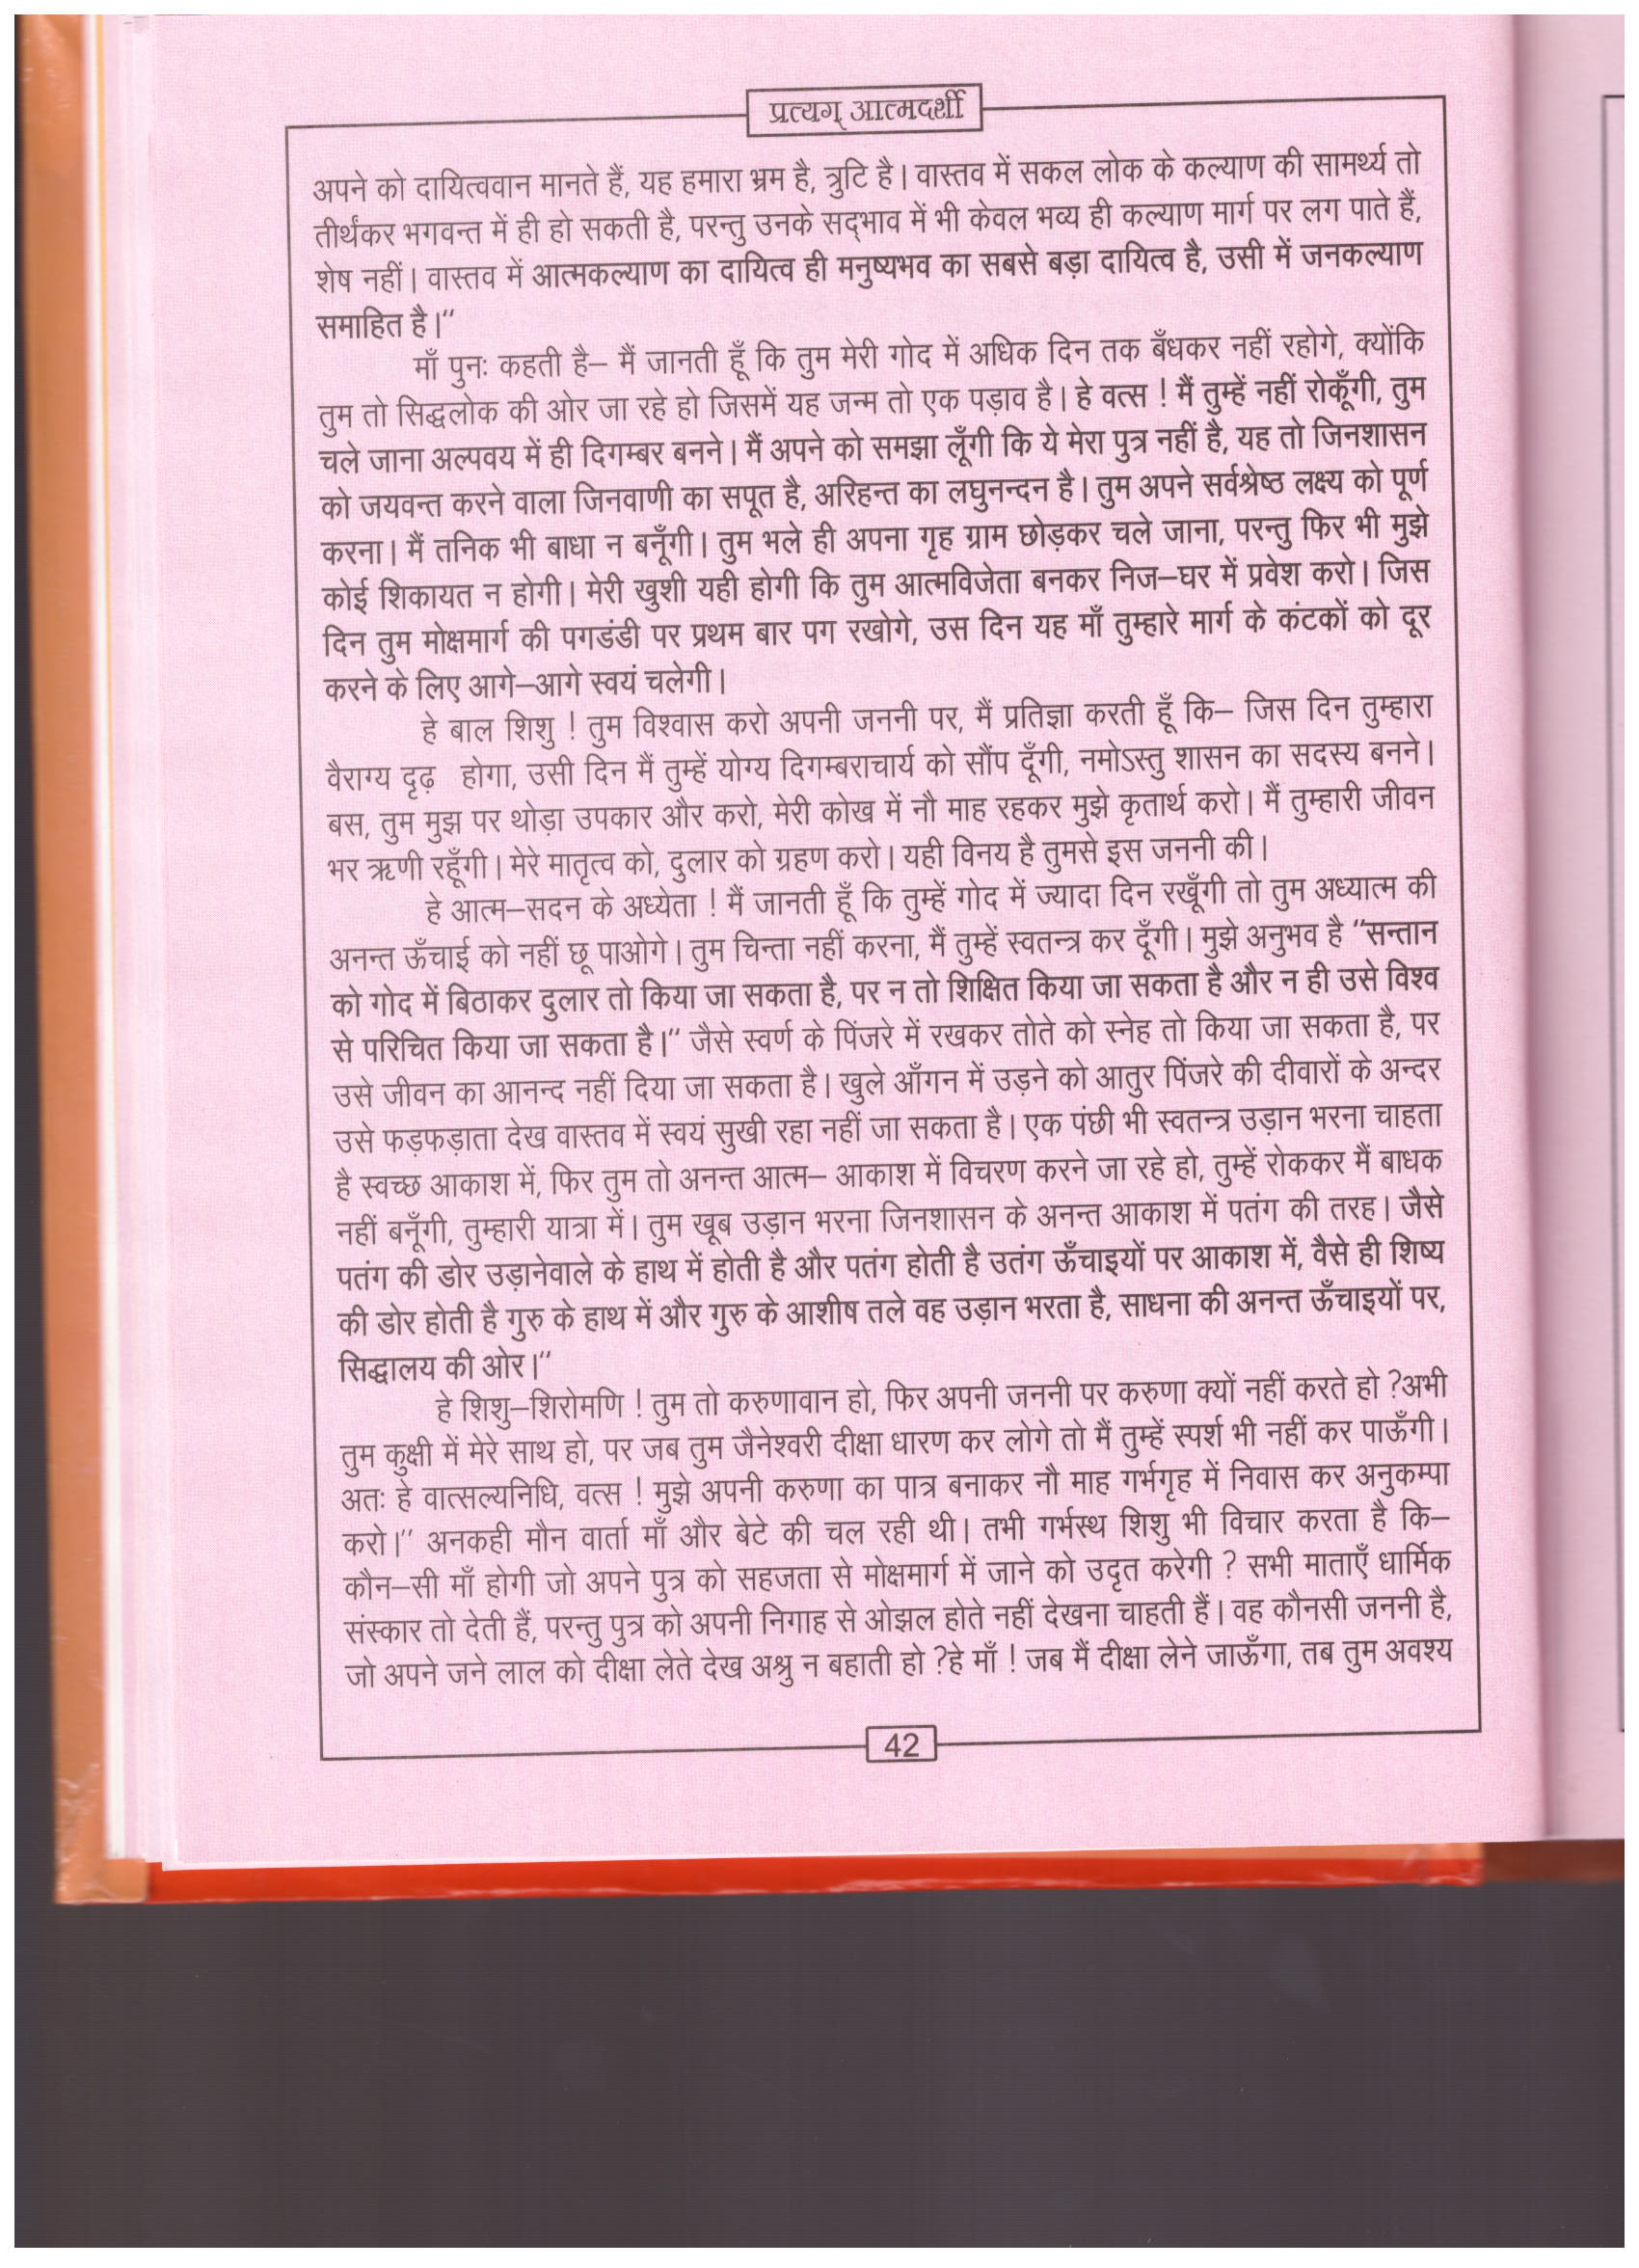 प्रत्यग् आत्मदर्शी
अपने को दायित्ववान मानते हैं, यह हमारा भ्रम है, त्रुटि है। वास्तव में सकल लोक के कल्याण की सामर्थ्य तो
तीर्थंकर भगवन्त में ही हो सकती है, परन्तु उनके सद्‌भाव में भी केवल भव्य ही कल्याण मार्ग पर लग पाते हैं,
शेष नहीं। वास्तव में आत्मकल्याण का दायित्व ही मनुष्यभव का सबसे बड़ा दायित्व है, उसी में जनकल्याण
समाहित है।”
माँ पुनः कहती है– मैं जानती हूँ कि तुम मेरी गोद में अधिक दिन तक बँधकर नहीं रहोगे, क्योंकि
तुम तो सिद्धलोक की ओर जा रहे हो जिसमें यह जन्म तो एक पड़ाव है। हे वत्स ! मैं तुम्हें नहीं रोकूँगी, तुम
चले जाना अल्पवय में ही दिगम्बर बनने। मैं अपने को समझा लूँगी कि ये मेरा पुत्र नहीं है, यह तो जिनशासन
को जयवन्त करने वाला जिनवाणी का सपूत है, अरिहन्त का लघुनन्दन है। तुम अपने सर्वश्रेष्ठ लक्ष्य को पूर्ण
करना। मैं तनिक भी बाधा न बनूँगी। तुम भले ही अपना गृह ग्राम छोड़कर चले जाना, परन्तु फिर भी मुझे
कोई शिकायत न होगी। मेरी खुशी यही होगी कि तुम आत्मविजेता बनकर निज–घर में प्रवेश करो। जिस
दिन तुम मोक्षमार्ग की पगडंडी पर प्रथम बार पग रखोगे, उस दिन यह माँ तुम्हारे मार्ग के कंटकों को दूर
करने के लिए आगे–आगे स्वयं चलेगी।
हे बाल शिशु ! तुम विश्वास करो अपनी जननी पर, मैं प्रतिज्ञा करती हूँ कि– जिस दिन तुम्हारा
वैराग्य दृढ़ होगा, उसी दिन मैं तुम्हें योग्य दिगम्बराचार्य को सौंप दूँगी, नमोऽस्तु शासन का सदस्य बनने।
बस, तुम मुझ पर थोड़ा उपकार और करो, मेरी कोख में नौ माह रहकर मुझे कृतार्थ करो। मैं तुम्हारी जीवन
भर ऋणी रहूँगी। मेरे मातृत्व को, दुलार को ग्रहण करो। यही विनय है तुमसे इस जननी की।
हे आत्म–सदन के अध्येता ! मैं जानती हूँ कि तुम्हें गोद में ज्यादा दिन रखूँगी तो तुम अध्यात्म की
अनन्त ऊँचाई को नहीं छू पाओगे। तुम चिन्ता नहीं करना, मैं तुम्हें स्वतन्त्र कर दूँगी। मुझे अनुभव है “सन्तान
को गोद में बिठाकर दुलार तो किया जा सकता है, पर न तो शिक्षित किया जा सकता है और न ही उसे विश्व
से परिचित किया जा सकता है।” जैसे स्वर्ण के पिंजरे में रखकर तोते को स्नेह तो किया जा सकता है, पर
उसे जीवन का आनन्द नहीं दिया जा सकता है। खुले आँगन में उड़ने को आतुर पिंजरे की दीवारों के अन्दर
उसे फड़फड़ाता देख वास्तव में स्वयं सुखी रहा नहीं जा सकता है। एक पंछी भी स्वतन्त्र उड़ान भरना चाहता
है स्वच्छ आकाश में, फिर तुम तो अनन्त आत्म– आकाश में विचरण करने जा रहे हो, तुम्हें रोककर मैं बाधक
नहीं बनूँगी, तुम्हारी यात्रा में। तुम खूब उड़ान भरना जिनशासन के अनन्त आकाश में पतंग की तरह। जैसे
पतंग की डोर उड़ानेवाले के हाथ में होती है और पतंग होती है उतंग ऊँचाइयों पर आकाश में, वैसे ही शिष्य
की डोर होती है गुरु के हाथ में और गुरु के आशीष तले वह उड़ान भरता है, साधना की अनन्त ऊँचाइयों पर,
सिद्धालय की ओर।”
हे शिशु–शिरोमणि ! तुम तो करुणावान हो, फिर अपनी जननी पर करुणा क्यों नहीं करते हो ?अभी
तुम कुक्षी में मेरे साथ हो, पर जब तुम जैनेश्वरी दीक्षा धारण कर लोगे तो मैं तुम्हें स्पर्श भी नहीं कर पाऊँगी।
अतः हे वात्सल्यनिधि, वत्स ! मुझे अपनी करुणा का पात्र बनाकर नौ माह गर्भगृह में निवास कर अनुकम्पा
करो।” अनकही मौन वार्ता माँ और बेटे की चल रही थी। तभी गर्भस्थ शिशु भी विचार करता है कि–
कौन–सी माँ होगी जो अपने पुत्र को सहजता से मोक्षमार्ग में जाने को उदृत करेगी ? सभी माताएँ धार्मिक
संस्कार तो देती हैं, परन्तु पुत्र को अपनी निगाह से ओझल होते नहीं देखना चाहती हैं। वह कौनसी जननी है,
जो अपने जने लाल को दीक्षा लेते देख अश्रु न बहाती हो ?हे माँ ! जब मैं दीक्षा लेने जाऊँगा, तब तुम अवश्य
42